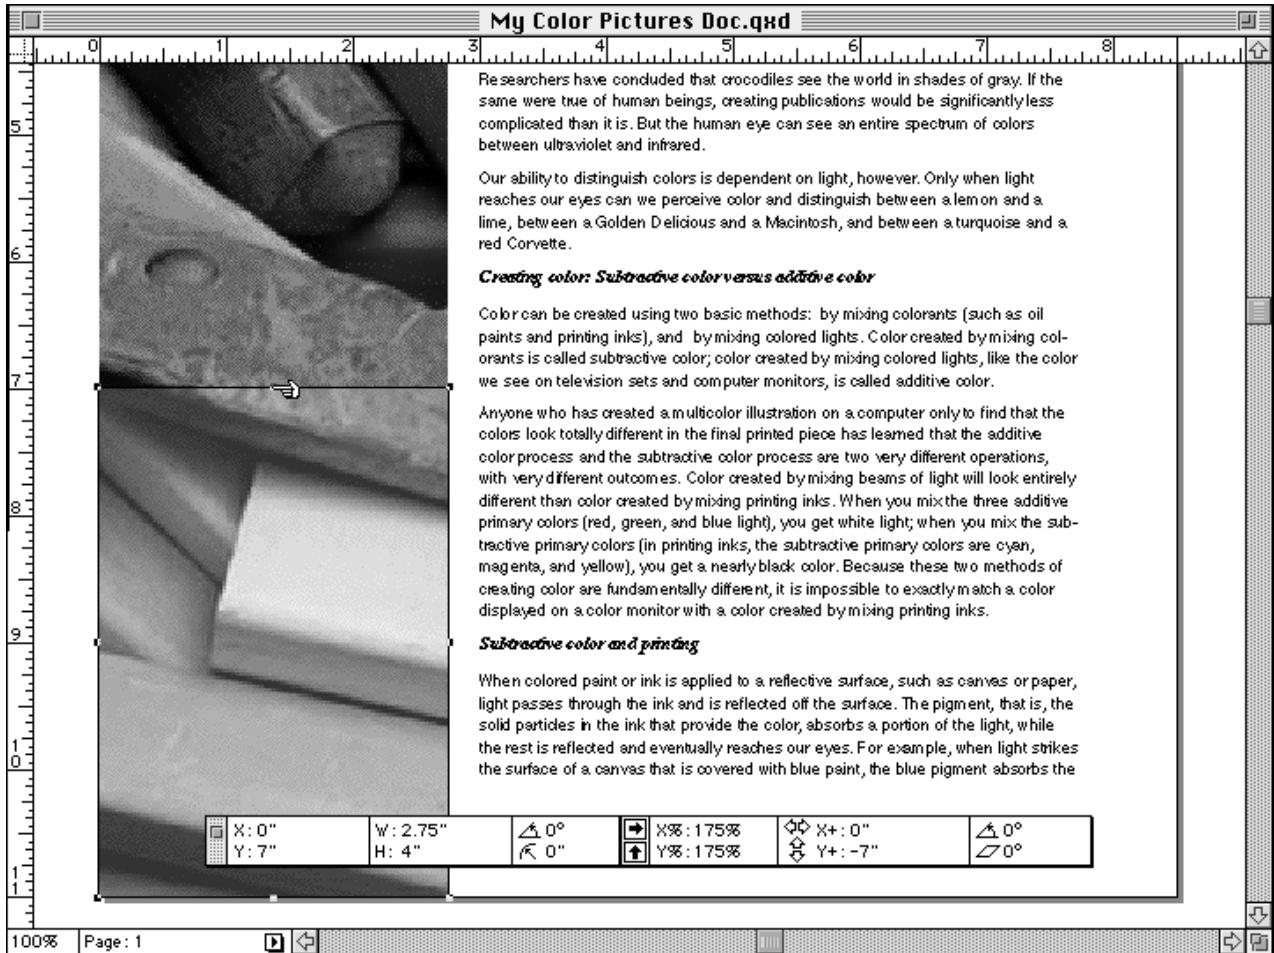 My Color Pictures Doc.qxd
0 1 2 3 4 5 6 7 8
5
6
7
8
9
10
11
Researchers have concluded that crocodiles see the world in shades of gray. If the
same were true of human beings, creating publications would be significantly less
complicated than it is. But the human eye can see an entire spectrum of colors
between ultraviolet and infrared.
Our ability to distinguish colors is dependent on light, however. Only when light
reaches our eyes can we perceive color and distinguish between a lemon and a
lime, between a Golden Delicious and a Macintosh, and between a turquoise and a
red Corvette.
Creating color: Subtractive color versus additive color
Color can be created using two basic methods: by mixing colorants (such as oil
paints and printing inks), and by mixing colored lights. Color created by mixing col-
orants is called subtractive color; color created by mixing colored lights, like the color
we see on television sets and computer monitors, is called additive color.
Anyone who has created a multicolor illustration on a computer only to find that the
colors look totally different in the final printed piece has learned that the additive
color process and the subtractive color process are two very different operations,
with very different outcomes. Color created by mixing beams of light will look entirely
different than color created by mixing printing inks. When you mix the three additive
primary colors (red, green, and blue light), you get white light; when you mix the sub-
tractive primary colors (in printing inks, the subtractive primary colors are cyan,
magenta, and yellow), you get a nearly black color. Because these two methods of
creating color are fundamentally different, it is impossible to exactly match a color
displayed on a color monitor with a color created by mixing printing inks.
Subtractive color and printing
When colored paint or ink is applied to a reflective surface, such as canvas or paper,
light passes through the ink and is reflected off the surface. The pigment, that is, the
solid particles in the ink that provide the color, absorbs a portion of the light, while
the rest is reflected and eventually reaches our eyes. For example, when light strikes
the surface of a canvas that is covered with blue paint, the blue pigment absorbs the
X:0" W:2.75" 0° X%:175% X+:0" 0°
Y:7" H:4" 0" Y%:175% Y+:-7" 0°
100% Page:1